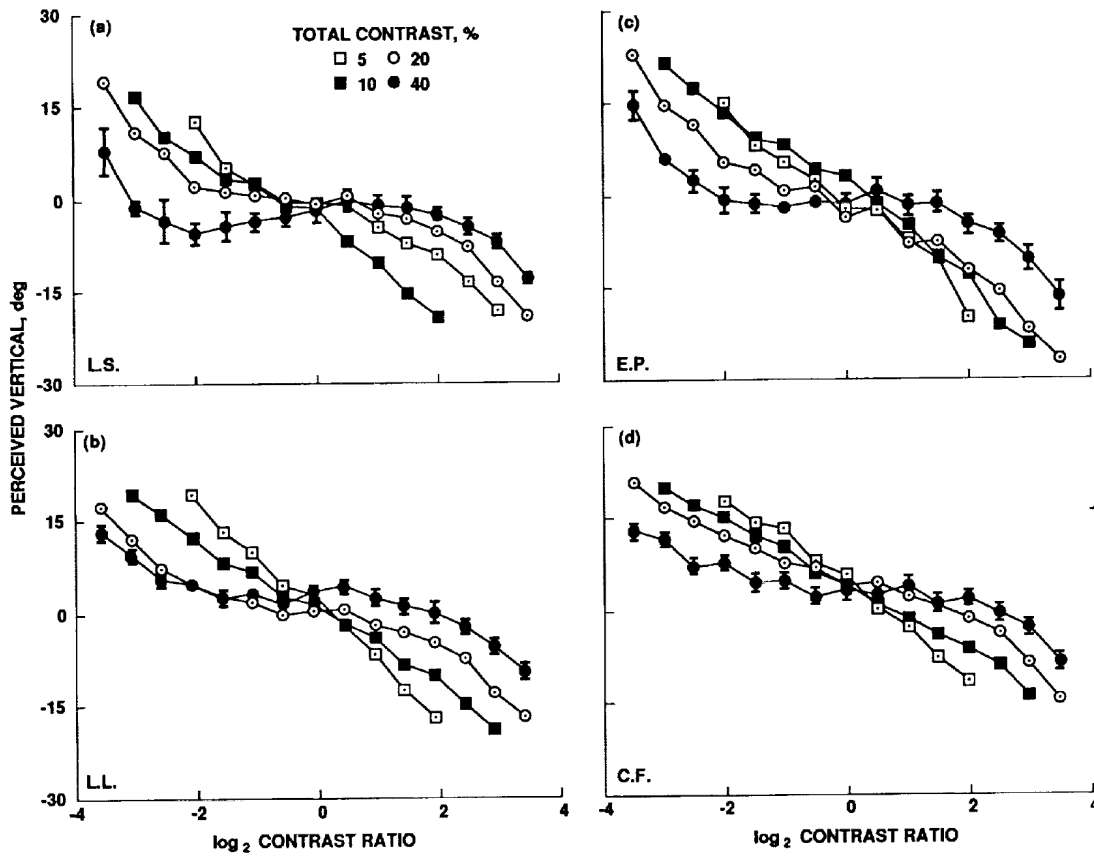 (a)
TOTAL CONTRAST, %
5 20
10 40
30
15
0
-15
-30
L.S.
(c)
E.P.
PERCEIVED VERTICAL, deg
(b)
30
15
0
-15
-30
L.L.
-4 -2 0 2 4
log2 CONTRAST RATIO
(d)
C.F.
-4 -2 0 2 4
log2 CONTRAST RATIO